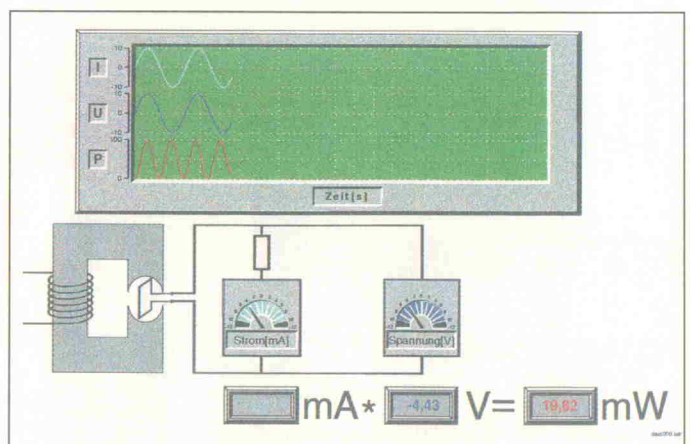 I
10
0
-10
U
10
0
-10
P
100
0
Zeit[s]
Strom[mA]
Spannung[V]
mA* -4,43 V= 19,62 mW